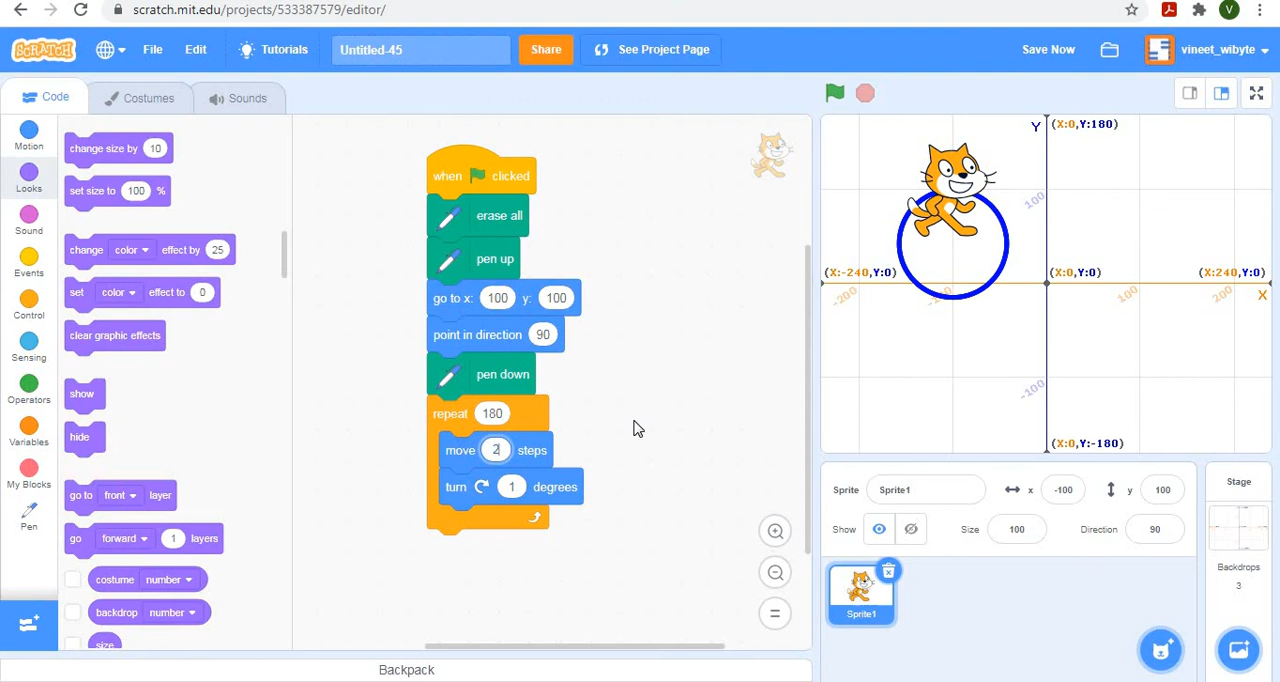 scratch.mit.edu/projects/533387579/editor/
V
SCRATCH
File
Edit
Tutorials
Untitled-45
Share
See Project Page
Save Now
vineet_wibyte
Code
Costumes
Sounds
Motion
Looks
Sound
Events
Control
Sensing
Operators
Variables
My Blocks
Pen
change size by 10
set size to 100 %
change color effect by 25
set color effect to 0
clear graphic effects
show
hide
go to front layer
go forward 1 layers
costume number
backdrop number
size
when clicked
erase all
pen up
go to x: 100 y: 100
point in direction 90
pen down
repeat 180
move 2 steps
turn 1 degrees
Y
(X:0,Y:180)
100
(X:-240,Y:0)
(X:0,Y:0)
(X:240,Y:0)
-200
100
200
X
-100
(X:0,Y:-180)
Sprite Sprite1 x -100 y 100
Show Size 100 Direction 90
Sprite1
Stage
Backdrops
3
Backpack